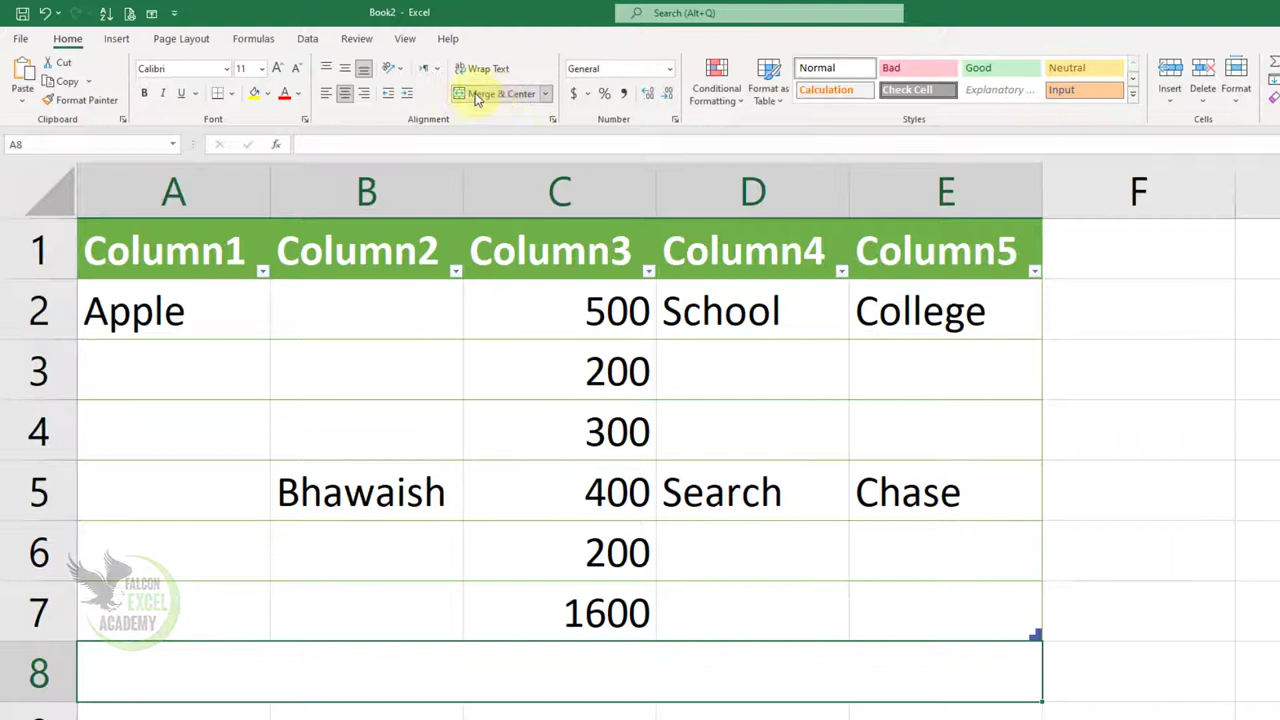 Book2 - Excel
Search (Alt+Q)
File Home Insert Page Layout Formulas Data Review View Help
Paste
Cut
Copy
Format Painter
Clipboard
Calibri 11
B I U
Font
Wrap Text
Merge & Center
Alignment
General
$ %
Number
Conditional Formatting
Format as Table
Normal Bad Good Neutral
Calculation Check Cell Explanatory ... Input
Styles
Insert Delete Format
Cells
A8
fx
A B C D E F
1 Column1 Column2 Column3 Column4 Column5
2 Apple 500 School College
3 200
4 300
5 Bhawaish 400 Search Chase
6 200
7 1600
8
FALCON
EXCEL
ACADEMY